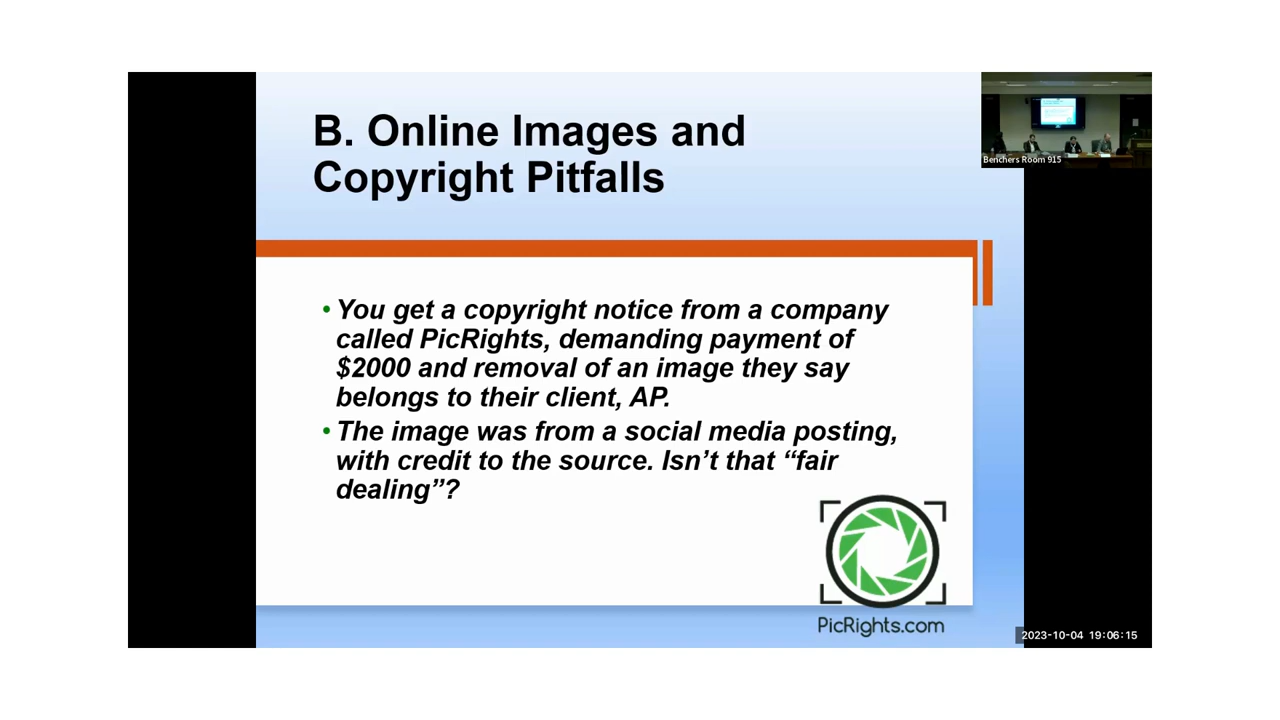 B. Online Images and
Copyright Pitfalls
Benchers Room 915
• You get a copyright notice from a company
called PicRights, demanding payment of
$2000 and removal of an image they say
belongs to their client, AP.
• The image was from a social media posting,
with credit to the source. Isn’t that “fair
dealing”?
PicRights.com
2023-10-04 19:06:15